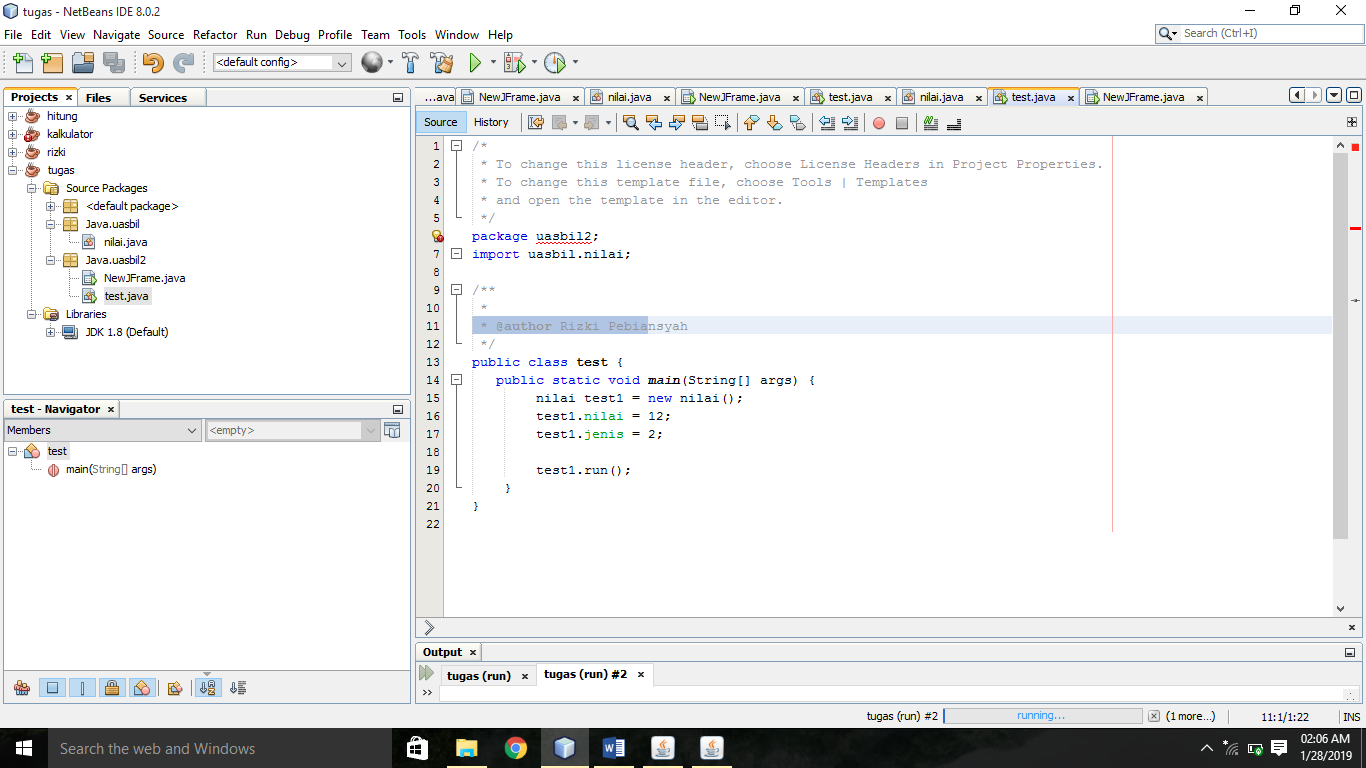 tugas - NetBeans IDE 8.0.2
File Edit View Navigate Source Refactor Run Debug Profile Team Tools Window Help
Search (Ctrl+I)
<default config>
Projects Files Services
hitung
kalkulator
rizki
tugas
Source Packages
<default package>
Java.uasbil
nilai.java
Java.uasbil2
NewJFrame.java
test.java
Libraries
JDK 1.8 (Default)
test - Navigator
Members
<empty>
test
main(String[] args)
...ava NewJFrame.java nilai.java NewJFrame.java test.java nilai.java test.java NewJFrame.java
Source History
1 /*
2 * To change this license header, choose License Headers in Project Properties.
3 * To change this template file, choose Tools | Templates
4 * and open the template in the editor.
5 */
package uasbil2;
7 import uasbil.nilai;
8
9 /**
10 *
11 * @author Rizki Pebiansyah
12 */
13 public class test {
14 public static void main(String[] args) {
15 nilai test1 = new nilai();
16 test1.nilai = 12;
17 test1.jenis = 2;
18
19 test1.run();
20 }
21 }
22
Output
tugas (run) tugas (run) #2
tugas (run) #2 running... (1 more...) 11:1/1:22 INS
Search the web and Windows
02:06 AM
1/28/2019